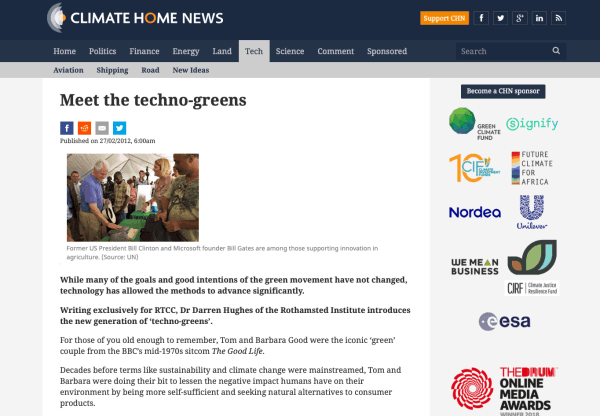 CLIMATE HOME NEWS
Support CHN
Home Politics Finance Energy Land Tech Science Comment Sponsored
Search
Aviation Shipping Road New Ideas
Meet the techno-greens
Published on 27/02/2012, 6:00am
Former US President Bill Clinton and Microsoft founder Bill Gates are among those supporting innovation in
agriculture. (Source: UN)
While many of the goals and good intentions of the green movement have not changed,
technology has allowed the methods to advance significantly.
Writing exclusively for RTCC, Dr Darren Hughes of the Rothamsted Institute introduces
the new generation of ‘techno-greens’.
For those of you old enough to remember, Tom and Barbara Good were the iconic ‘green’
couple from the BBC’s mid-1970s sitcom The Good Life.
Decades before terms like sustainability and climate change were mainstreamed, Tom and
Barbara were doing their bit to lessen the negative impact humans have on their
environment by being more self-sufficient and seeking natural alternatives to consumer
products.
Become a CHN sponsor
GREEN
CLIMATE
FUND
Signify
10 CIF CLIMATE
INVESTMENT
FUNDS
FUTURE
CLIMATE
FOR
AFRICA
Nordea
Unilever
WE MEAN
BUSINESS
CJRF Climate Justice
Resilience Fund
esa
THEDRUM
ONLINE
MEDIA
AWARDS
WINNER 2018